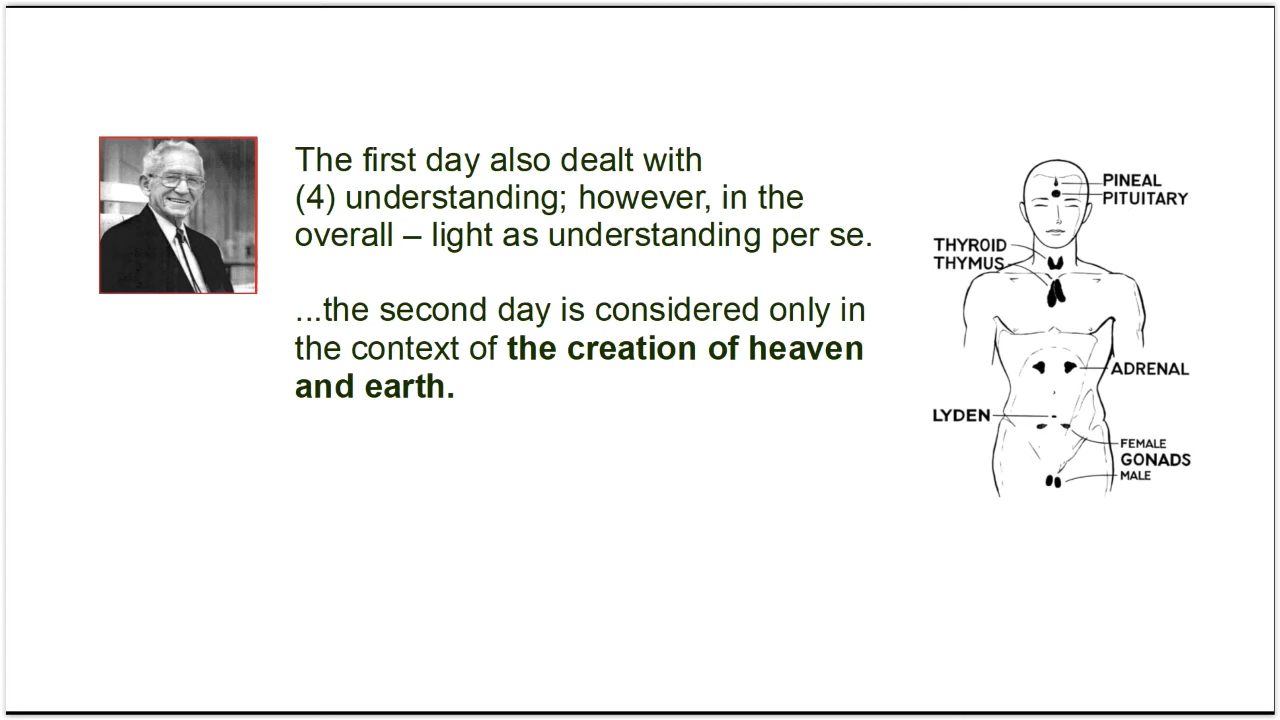 The first day also dealt with
(4) understanding; however, in the
overall – light as understanding per se.
...the second day is considered only in
the context of the creation of heaven
and earth.
PINEAL
PITUITARY
THYROID
THYMUS
ADRENAL
LYDEN
FEMALE
GONADS
MALE